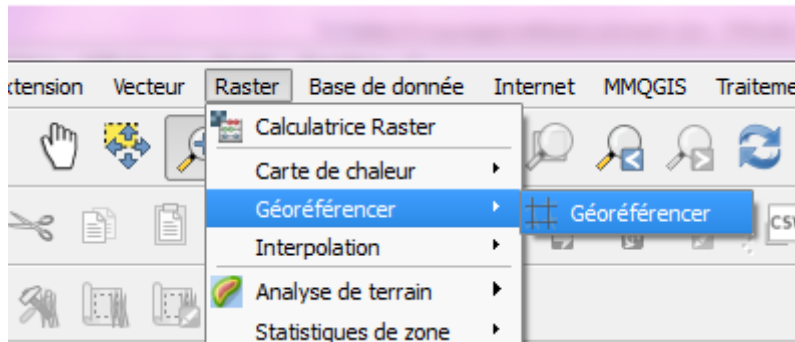 xtension Vecteur Raster Base de donnée Internet MMQGIS Traiteme
Calculatrice Raster
Carte de chaleur
Géoréférencer
Géoréférencer
Interpolation
Analyse de terrain
Statistiques de zone